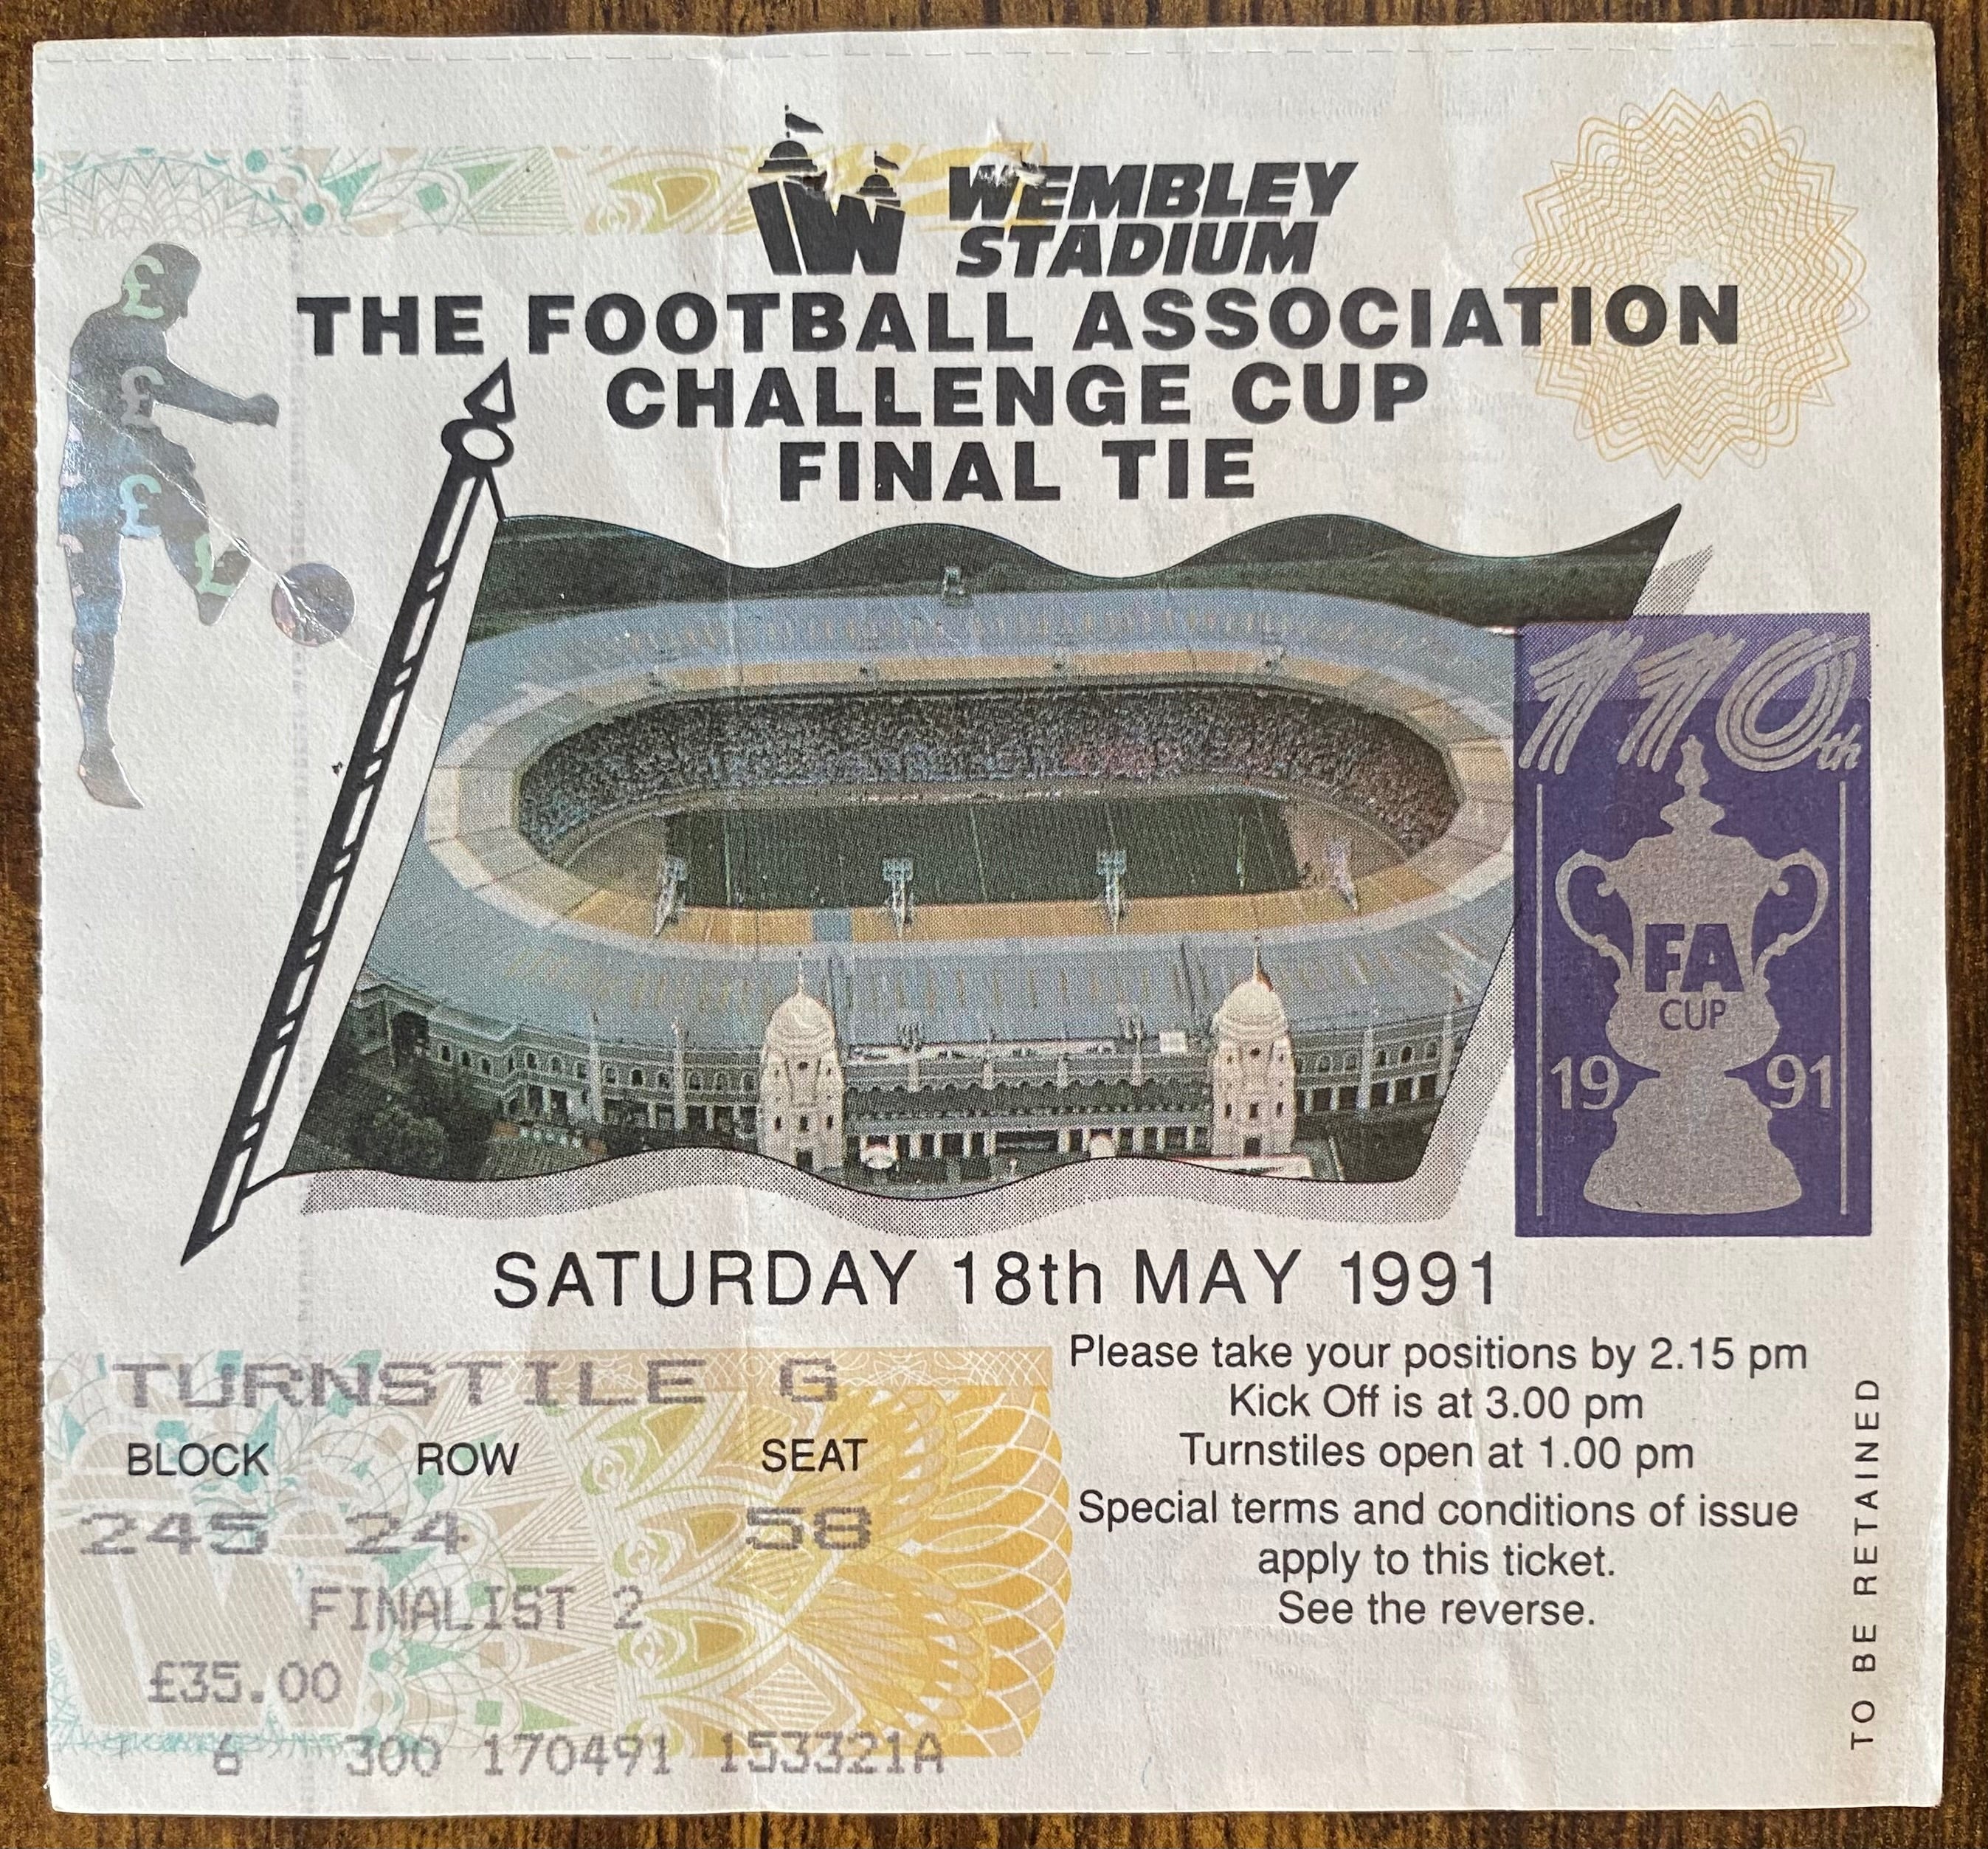 WEMBLEY
STADIUM
THE FOOTBALL ASSOCIATION
CHALLENGE CUP
FINAL TIE
£
£
£
£
110th
FA
CUP
19 91
SATURDAY 18th MAY 1991
TURNSTILE G
BLOCK ROW SEAT
245 24 58
FINALIST 2
£35.00
6 300 170491 153321A
Please take your positions by 2.15 pm
Kick Off is at 3.00 pm
Turnstiles open at 1.00 pm
Special terms and conditions of issue
apply to this ticket.
See the reverse.
TO BE RETAINED